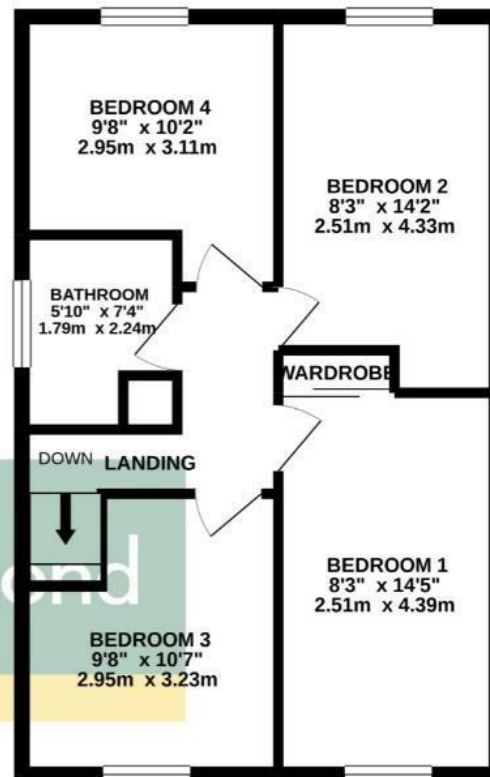 BEDROOM 4
9'8" x 10'2"
2.95m x 3.11m
BEDROOM 2
8'3" x 14'2"
2.51m x 4.33m
BATHROOM
5'10" x 7'4"
1.79m x 2.24m
WARDROBE
DOWN LANDING
BEDROOM 1
8'3" x 14'5"
2.51m x 4.39m
ond
BEDROOM 3
9'8" x 10'7"
2.95m x 3.23m